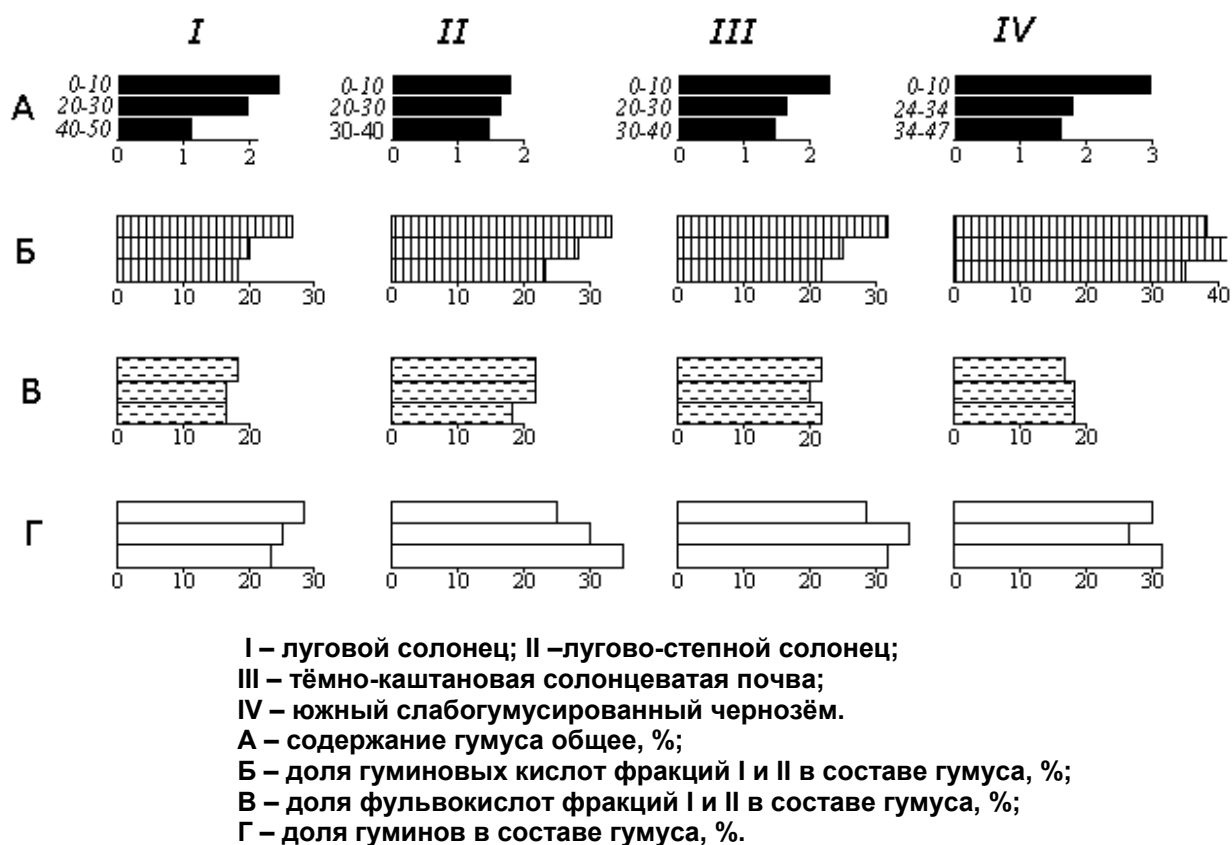 I II III IV
А
0-10 0-10 0-10 0-10
20-30 20-30 20-30 24-34
40-50 30-40 30-40 34-47
0 1 2 0 1 2 0 1 2 0 1 2 3
Б
0 10 20 30 0 10 20 30 0 10 20 30 0 10 20 30 40
В
0 10 20 0 10 20 0 10 20 0 10 20
Г
0 10 20 30 0 10 20 30 0 10 20 30 0 10 20 30
I – луговой солонец; II –лугово-степной солонец;
III – тёмно-каштановая солонцеватая почва;
IV – южный слабогумусированный чернозём.
А – содержание гумуса общее, %;
Б – доля гуминовых кислот фракций I и II в составе гумуса, %;
В – доля фульвокислот фракций I и II в составе гумуса, %;
Г – доля гуминов в составе гумуса, %.